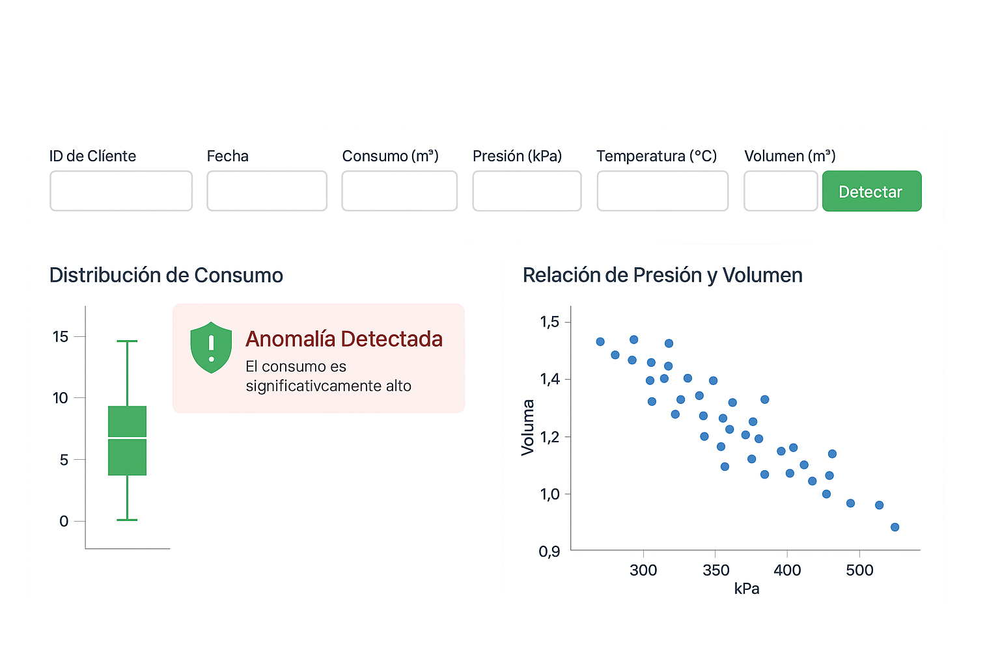 ID de Clíente
Fecha
Consumo (m³)
Presión (kPa)
Temperatura (°C)
Volumen (m³)
Detectar
Distribución de Consumo
15
10
5
0
Anomalía Detectada
El consumo es
significativcamente alto
Relación de Presión y Volumen
Voluma
1,5
1,4
1,2
1,0
0,9
300
350
400
500
kPa